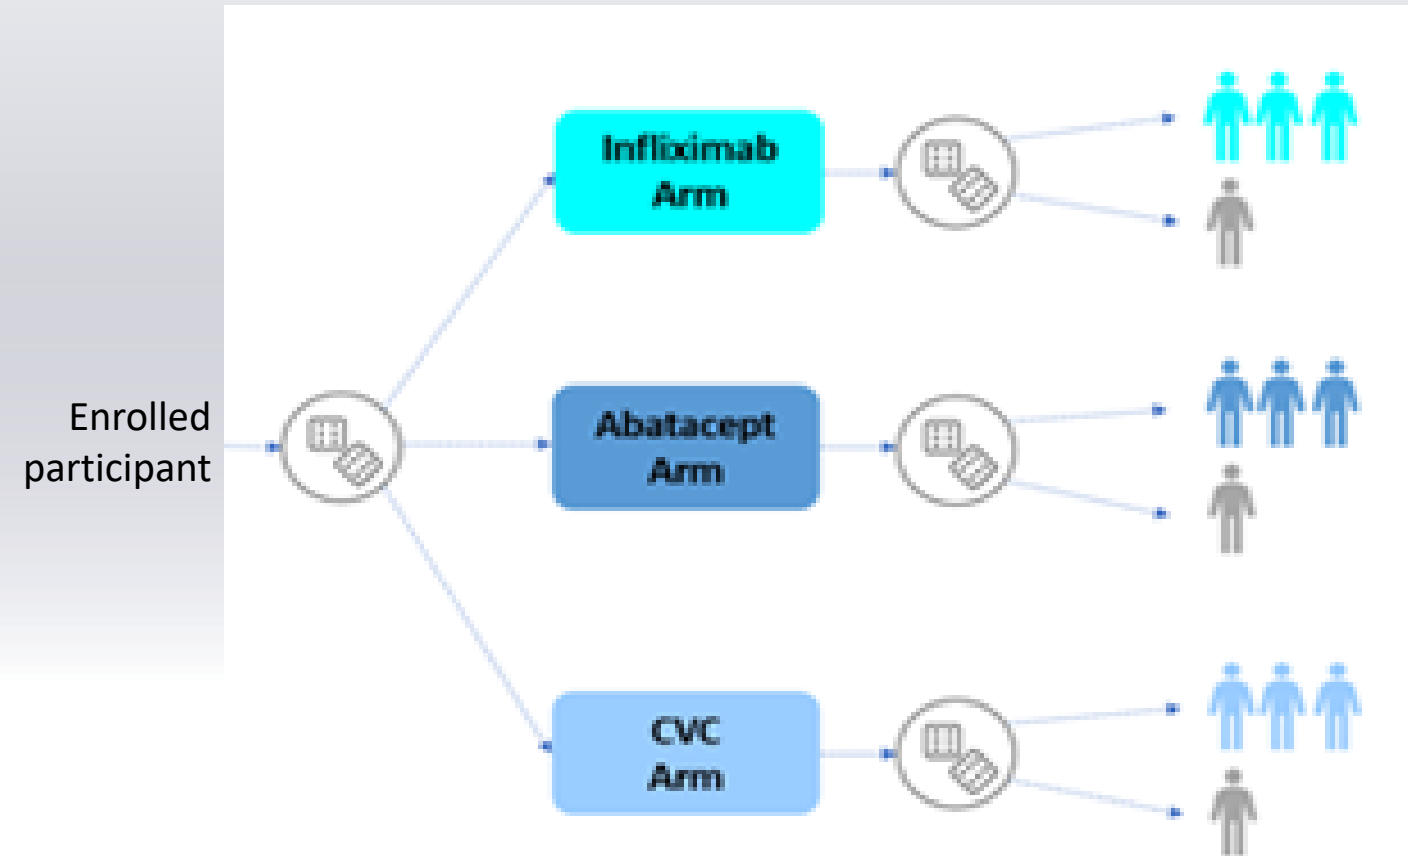 Infliximab
Arm
Enrolled
participant
Abatacept
Arm
CVC
Arm